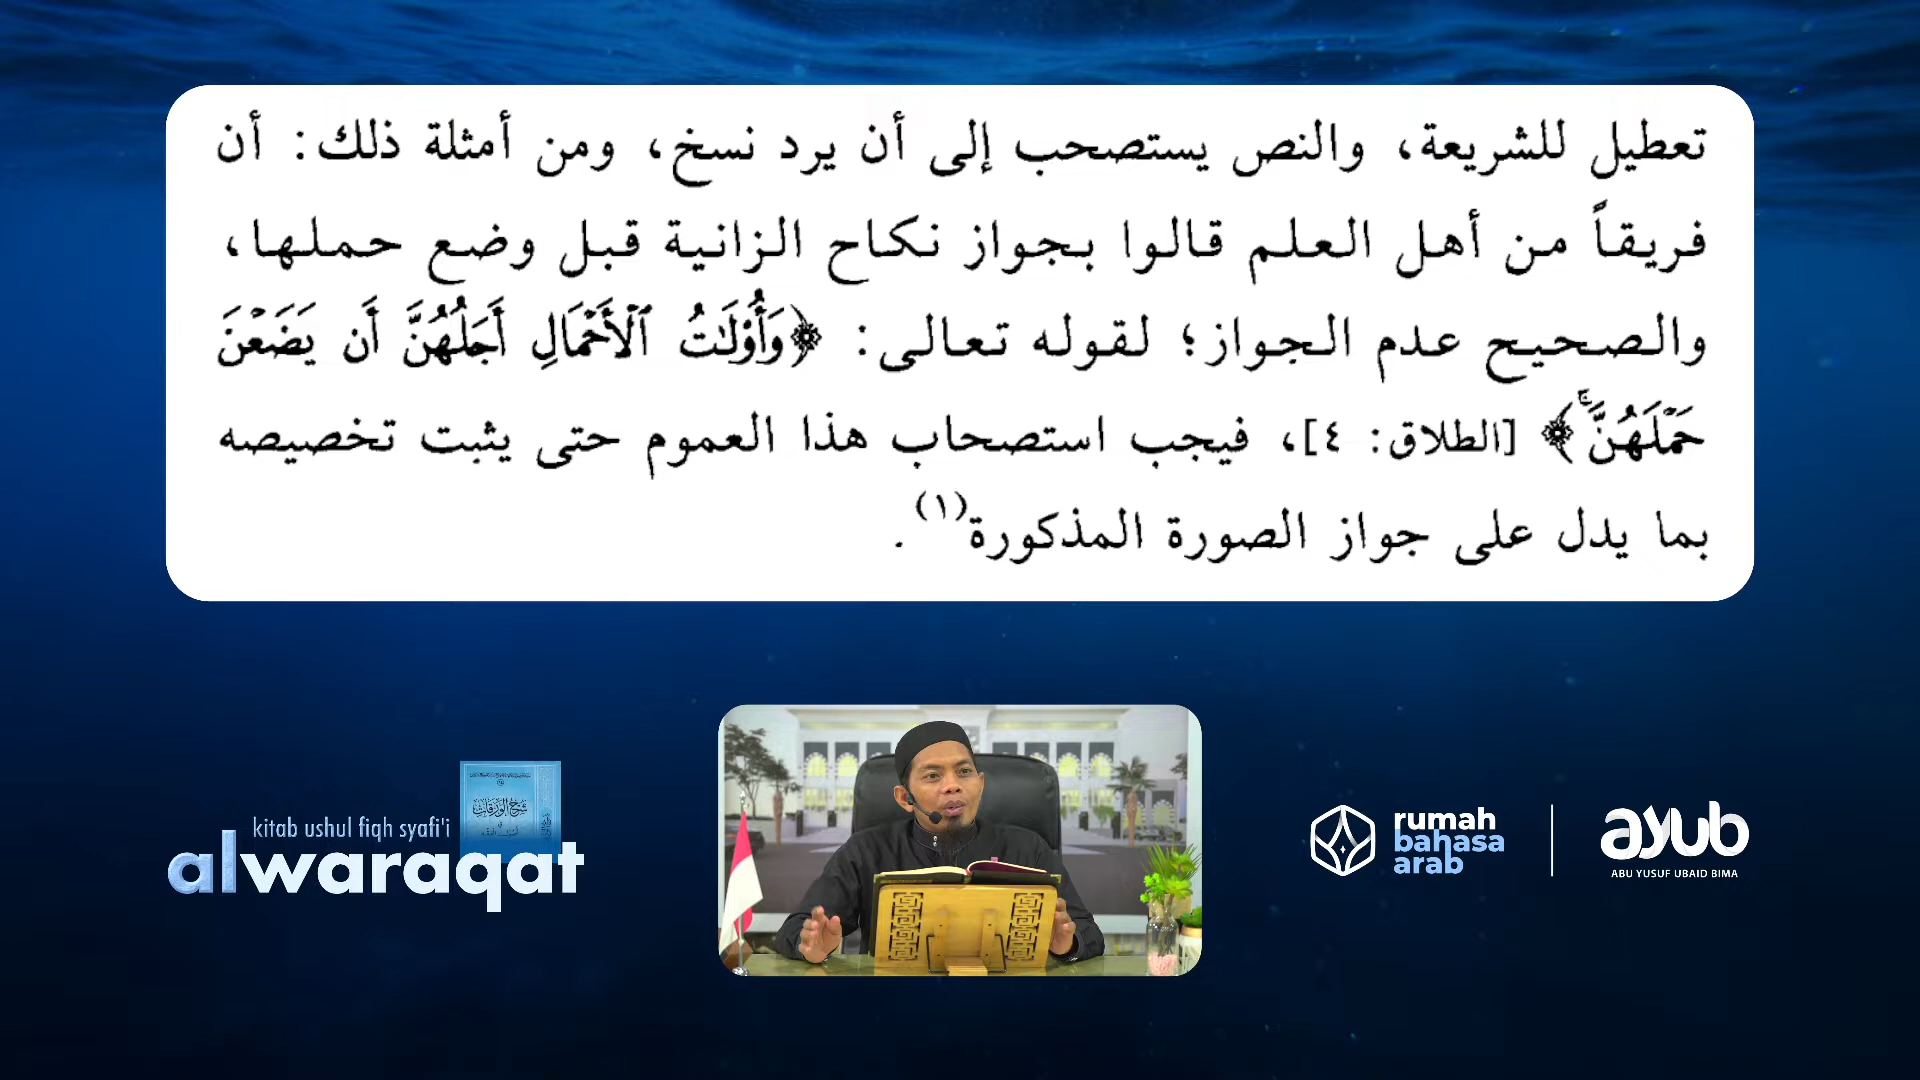 تعطيل للشريعة، والنص يستصحب إلى أن يرد نسخ، ومن أمثلة ذلك: أن
فريقاً من أهل العلم قالوا بجواز نكاح الزانية قبل وضع حملها،
والصحيح عدم الجواز؛ لقوله تعالى: ﴿وَأُوْلَٰتُ ٱلْأَحْمَالِ أَجَلُهُنَّ أَن يَضَعْنَ
حَمْلَهُنَّۚ﴾ [الطلاق: ٤]، فيجب استصحاب هذا العموم حتى يثبت تخصيصه
بما يدل على جواز الصورة المذكورة(١).
شرح الورقات
في
kitab ushul fiqh syafi'i
alwaraqat
rumah
bahasa
arab
ayub
ABU YUSUF UBAID BIMA